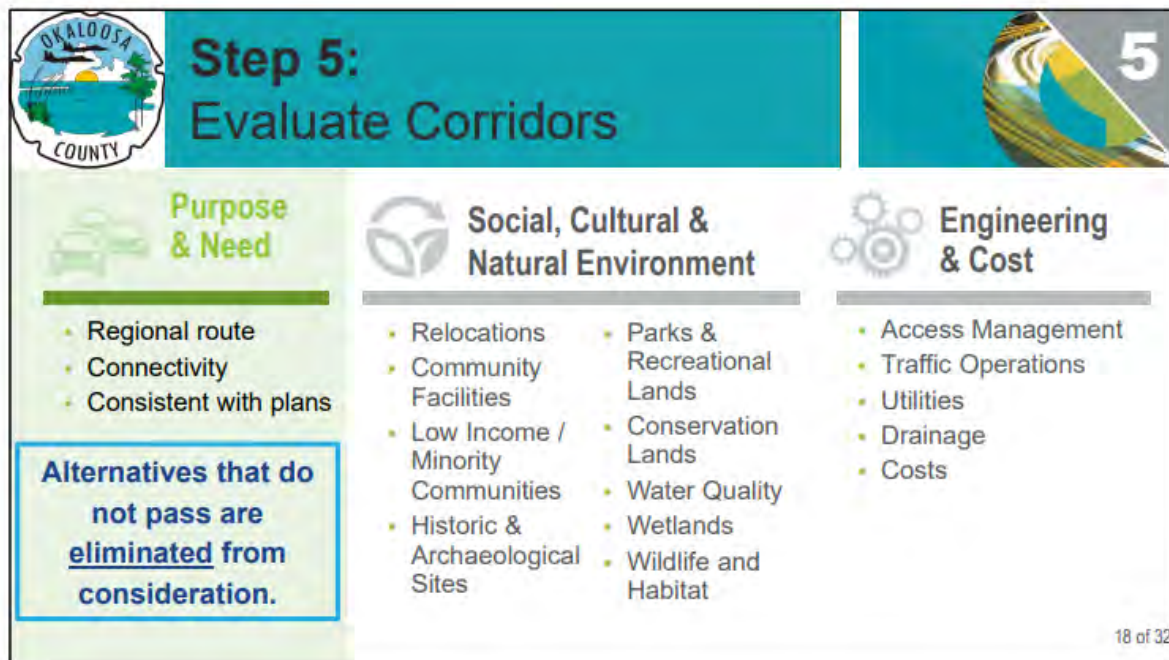 OKALOOSA
COUNTY
Step 5:
Evaluate Corridors
5
Purpose
& Need
• Regional route
• Connectivity
• Consistent with plans
Alternatives that do
not pass are
eliminated from
consideration.
Social, Cultural &
Natural Environment
• Relocations
• Community
Facilities
• Low Income /
Minority
Communities
• Historic &
Archaeological
Sites
• Parks &
Recreational
Lands
• Conservation
Lands
• Water Quality
• Wetlands
• Wildlife and
Habitat
Engineering
& Cost
• Access Management
• Traffic Operations
• Utilities
• Drainage
• Costs
18 of 32